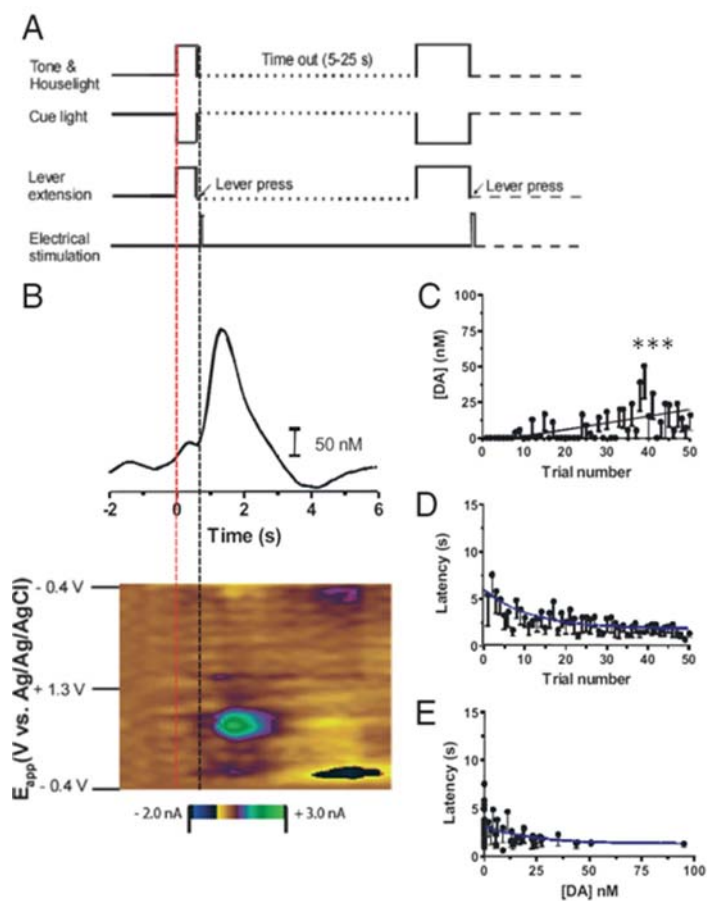 A
Tone &
Houselight
Time out (5-25 s)
Cue light
Lever
extension
Lever press
Lever press
Electrical
stimulation
B
50 nM
-2 0 2 4 6
Time (s)
E app (V vs. Ag/Ag/AgCl)
- 0.4 V
+ 1.3 V
- 0.4 V
- 2.0 nA + 3.0 nA
C
[DA] (nM)
100
75
50
25
0
***
0 10 20 30 40 50
Trial number
D
Latency (s)
15
10
5
0
0 10 20 30 40 50
Trial number
E
Latency (s)
15
10
5
0
0 25 50 75 100
[DA] nM